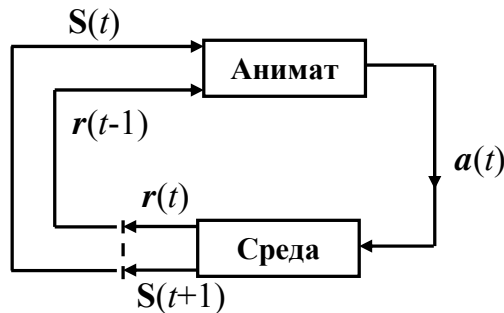 S(t)
Анимат
r(t-1)
a(t)
r(t)
Среда
S(t+1)